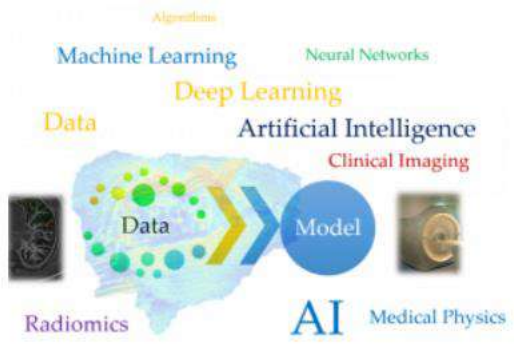 Algorithms
Machine Learning
Neural Networks
Deep Learning
Data
Artificial Intelligence
Clinical Imaging
Data
Model
Radiomics
AI
Medical Physics